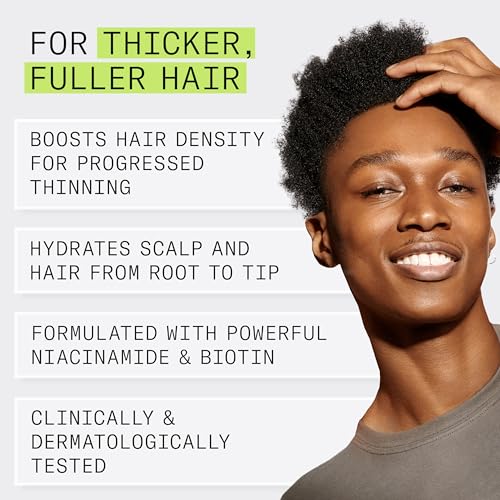 FOR THICKER,
FULLER HAIR
BOOSTS HAIR DENSITY
FOR PROGRESSED
THINNING
HYDRATES SCALP AND
HAIR FROM ROOT TO TIP
FORMULATED WITH POWERFUL
NIACINAMIDE & BIOTIN
CLINICALLY &
DERMATOLOGICALLY
TESTED